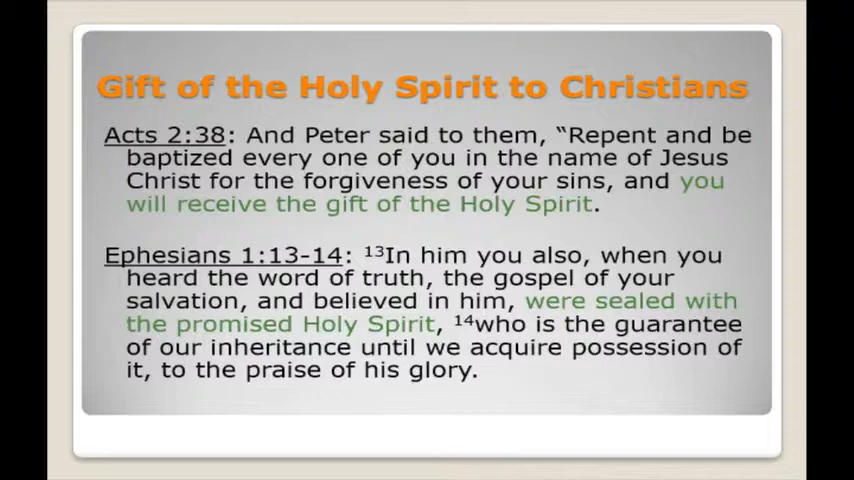 Gift of the Holy Spirit to Christians
Acts 2:38: And Peter said to them, “Repent and be
baptized every one of you in the name of Jesus
Christ for the forgiveness of your sins, and you
will receive the gift of the Holy Spirit.
Ephesians 1:13-14: ¹³In him you also, when you
heard the word of truth, the gospel of your
salvation, and believed in him, were sealed with
the promised Holy Spirit, ¹⁴who is the guarantee
of our inheritance until we acquire possession of
it, to the praise of his glory.